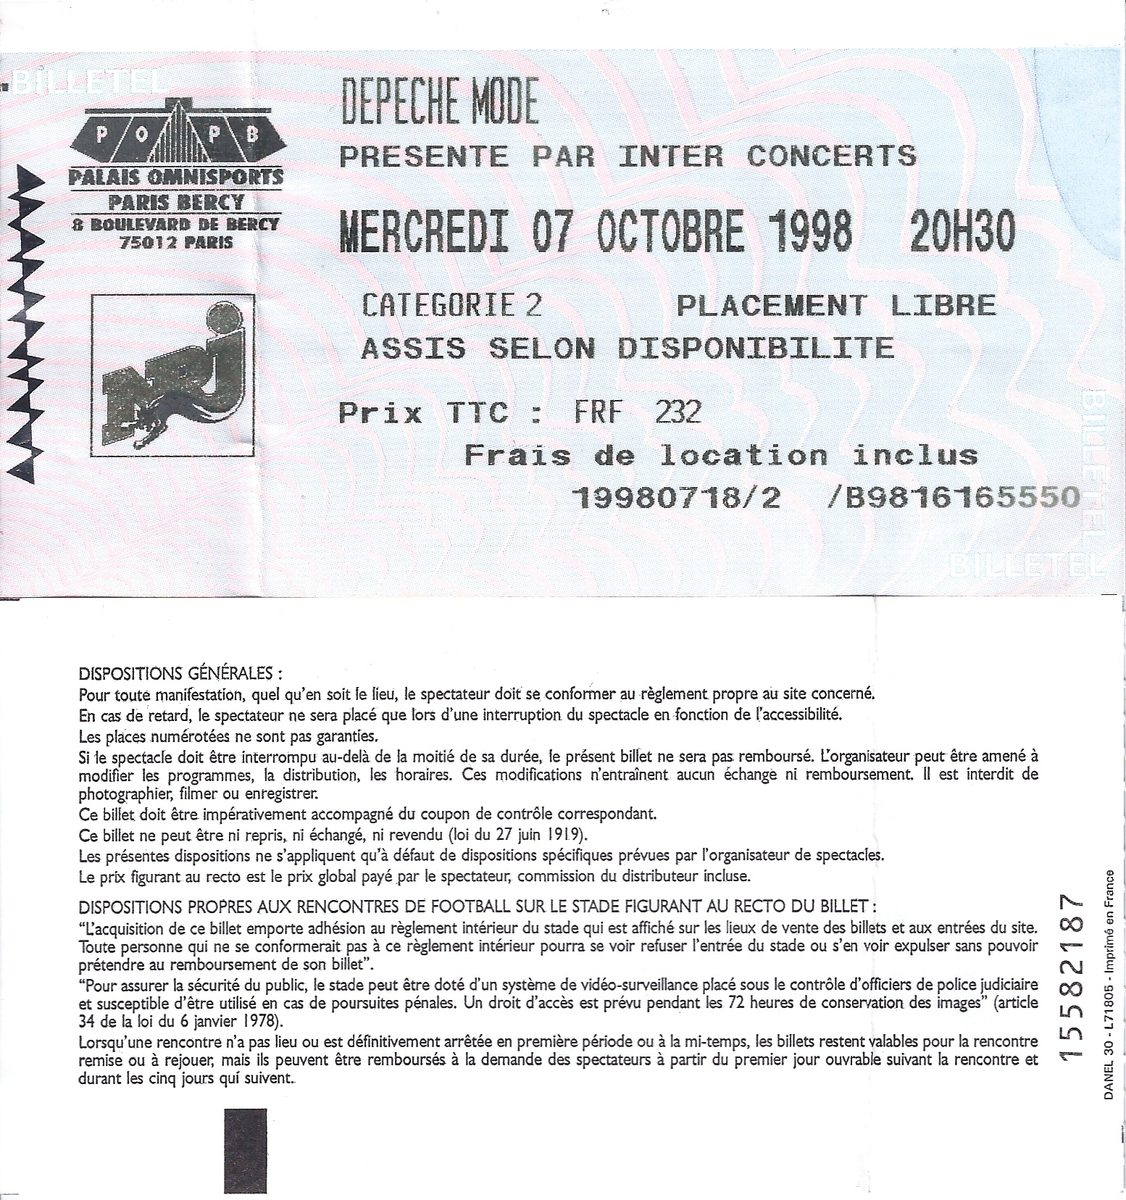 BILLETEL
P O P B
PALAIS OMNISPORTS
PARIS BERCY
8 BOULEVARD DE BERCY
75012 PARIS
NRJ
DEPECHE MODE
PRESENTE PAR INTER CONCERTS
MERCREDI 07 OCTOBRE 1998 20H30
CATEGORIE 2 PLACEMENT LIBRE
ASSIS SELON DISPONIBILITE
Prix TTC : FRF 232
Frais de location inclus
19980718/2 /B9816165550
BILLETEL
BILLETEL
DISPOSITIONS GÉNÉRALES :
Pour toute manifestation, quel qu'en soit le lieu, le spectateur doit se conformer au règlement propre au site concerné.
En cas de retard, le spectateur ne sera placé que lors d'une interruption du spectacle en fonction de l'accessibilité.
Les places numérotées ne sont pas garanties.
Si le spectacle doit être interrompu au-delà de la moitié de sa durée, le présent billet ne sera pas remboursé. L'organisateur peut être amené à
modifier les programmes, la distribution, les horaires. Ces modifications n'entraînent aucun échange ni remboursement. Il est interdit de
photographier, filmer ou enregistrer.
Ce billet doit être impérativement accompagné du coupon de contrôle correspondant.
Ce billet ne peut être ni repris, ni échangé, ni revendu (loi du 27 juin 1919).
Les présentes dispositions ne s'appliquent qu'à défaut de dispositions spécifiques prévues par l'organisateur de spectacles.
Le prix figurant au recto est le prix global payé par le spectateur, commission du distributeur incluse.
DISPOSITIONS PROPRES AUX RENCONTRES DE FOOTBALL SUR LE STADE FIGURANT AU RECTO DU BILLET :
"L'acquisition de ce billet emporte adhésion au règlement intérieur du stade qui est affiché sur les lieux de vente des billets et aux entrées du site.
Toute personne qui ne se conformerait pas à ce règlement intérieur pourra se voir refuser l'entrée du stade ou s'en voir expulser sans pouvoir
prétendre au remboursement de son billet".
"Pour assurer la sécurité du public, le stade peut être doté d'un système de vidéo-surveillance placé sous le contrôle d'officiers de police judiciaire
et susceptible d'être utilisé en cas de poursuites pénales. Un droit d'accès est prévu pendant les 72 heures de conservation des images" (article
34 de la loi du 6 janvier 1978).
Lorsqu'une rencontre n'a pas lieu ou est définitivement arrêtée en première période ou à la mi-temps, les billets restent valables pour la rencontre
remise ou à rejouer, mais ils peuvent être remboursés à la demande des spectateurs à partir du premier jour ouvrable suivant la rencontre et
durant les cinq jours qui suivent.
15582187
DANEL 30 - L71805 - Imprimé en France